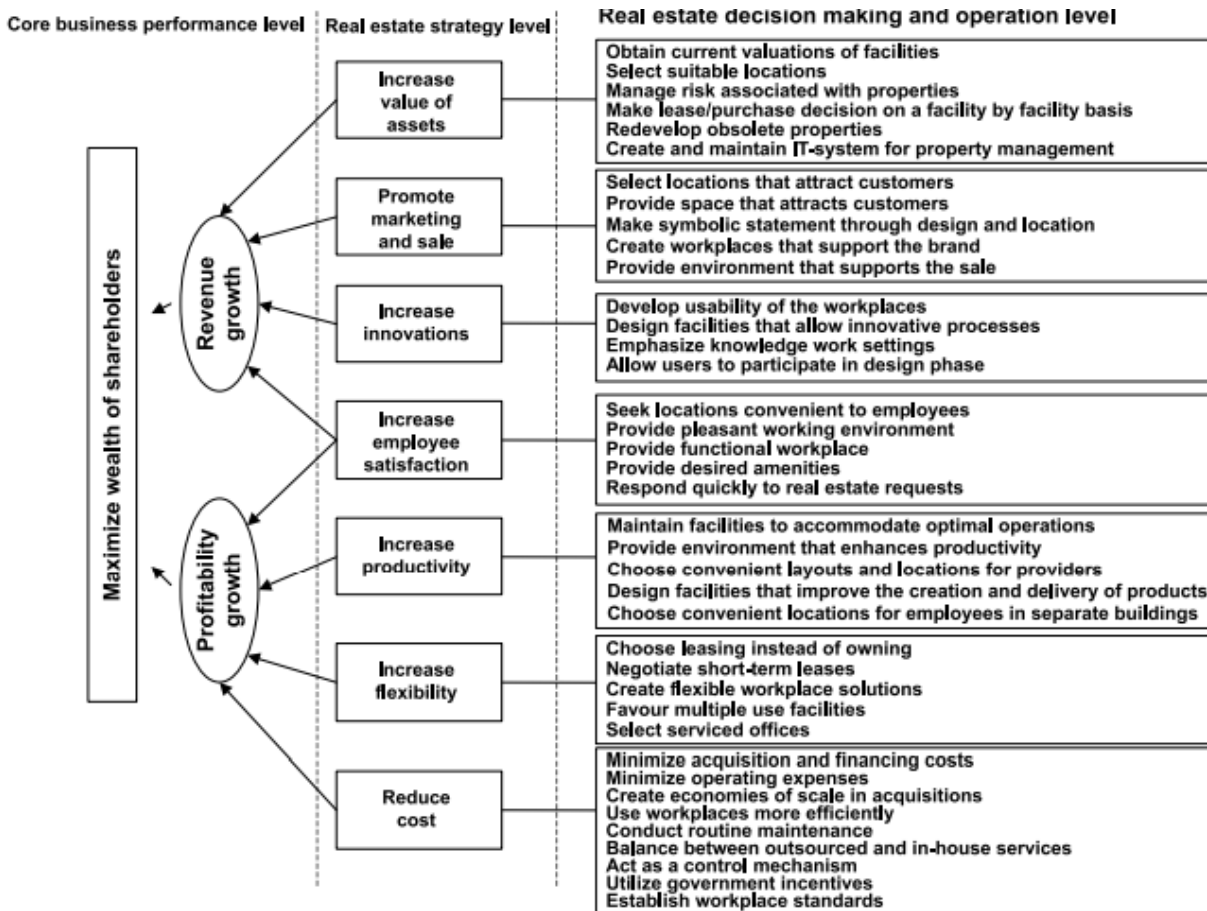 Core business performance level
Real estate strategy level
Real estate decision making and operation level
Maximize wealth of shareholders
Revenue
growth
Profitability
growth
Increase
value of
assets
Obtain current valuations of facilities
Select suitable locations
Manage risk associated with properties
Make lease/purchase decision on a facility by facility basis
Redevelop obsolete properties
Create and maintain IT-system for property management
Promote
marketing
and sale
Select locations that attract customers
Provide space that attracts customers
Make symbolic statement through design and location
Create workplaces that support the brand
Provide environment that supports the sale
Increase
innovations
Develop usability of the workplaces
Design facilities that allow innovative processes
Emphasize knowledge work settings
Allow users to participate in design phase
Increase
employee
satisfaction
Seek locations convenient to employees
Provide pleasant working environment
Provide functional workplace
Provide desired amenities
Respond quickly to real estate requests
Increase
productivity
Maintain facilities to accommodate optimal operations
Provide environment that enhances productivity
Choose convenient layouts and locations for providers
Design facilities that improve the creation and delivery of products
Choose convenient locations for employees in separate buildings
Increase
flexibility
Choose leasing instead of owning
Negotiate short-term leases
Create flexible workplace solutions
Favour multiple use facilities
Select serviced offices
Reduce
cost
Minimize acquisition and financing costs
Minimize operating expenses
Create economies of scale in acquisitions
Use workplaces more efficiently
Conduct routine maintenance
Balance between outsourced and in-house services
Act as a control mechanism
Utilize government incentives
Establish workplace standards